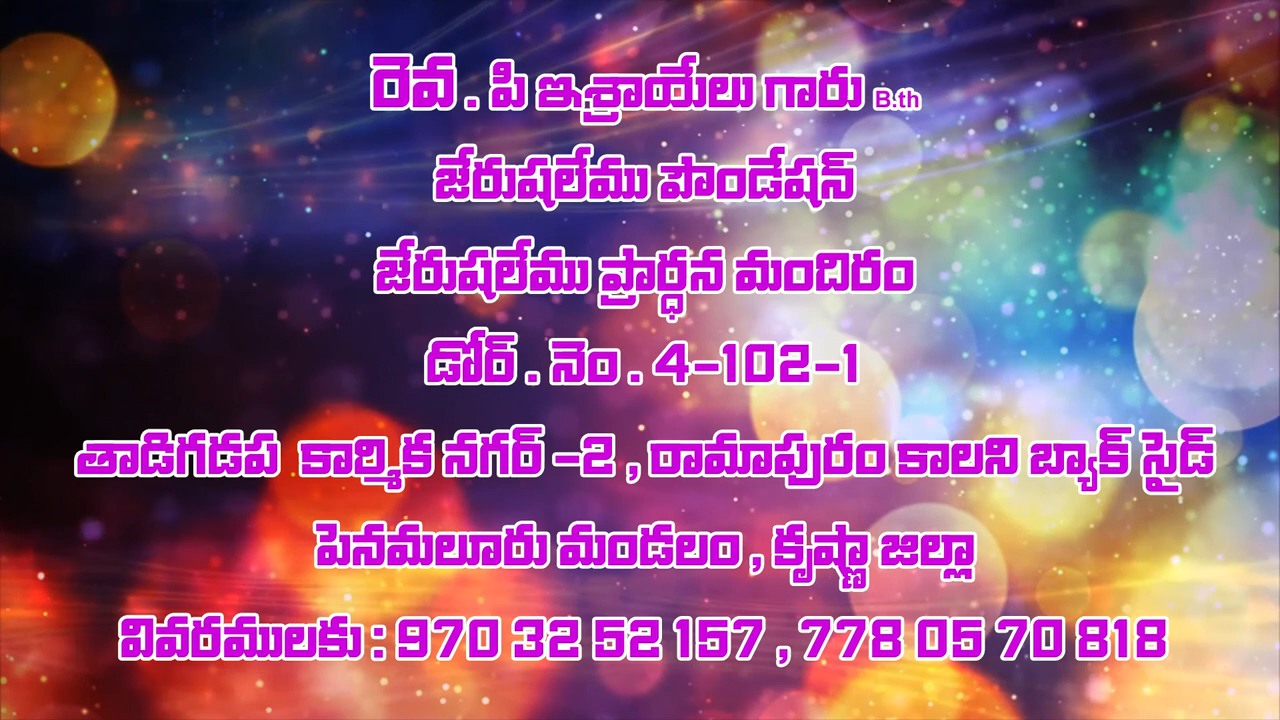 రెవ . పి ఇశ్రాయేలు గారు B.th
జేరుషలేము పౌండేషన్
జేరుషలేము ప్రార్ధన మందిరం
డోర్ . నెం . 4-102-1
తాడిగడప కార్మిక నగర్ -2 , రామాపురం కాలని బ్యాక్ సైడ్
పెనమలూరు మండలం , కృష్ణా జిల్లా
వివరములకు : 970 32 52 157 , 778 05 70 818